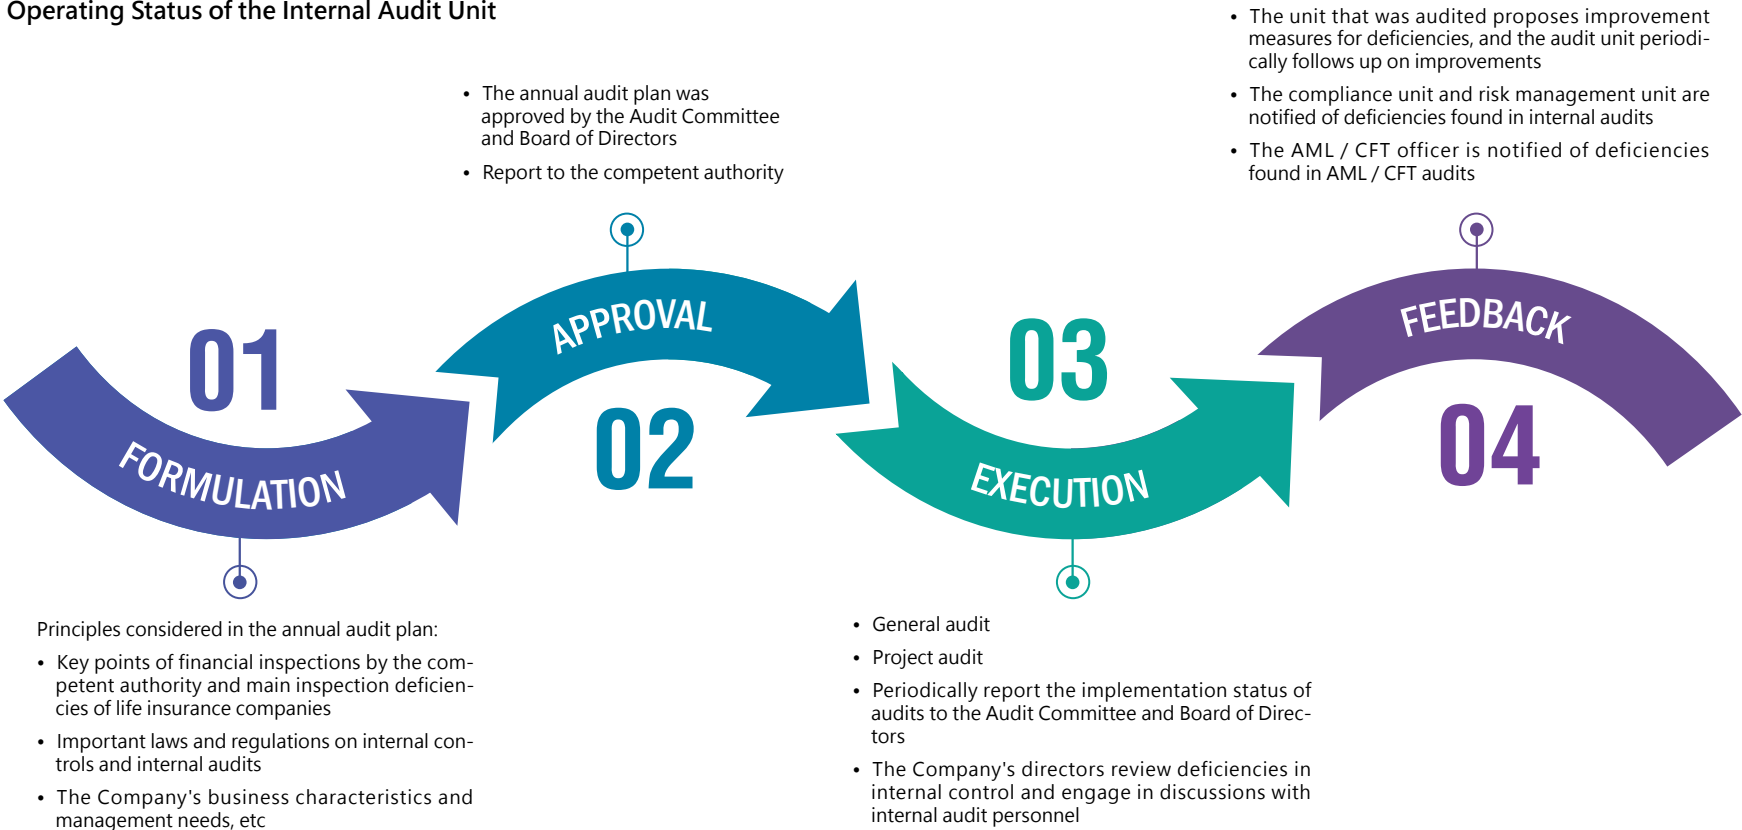 Operating Status of the Internal Audit Unit
01
FORMULATION
Principles considered in the annual audit plan:
• Key points of financial inspections by the com-
petent authority and main inspection deficien-
cies of life insurance companies
• Important laws and regulations on internal con-
trols and internal audits
• The Company's business characteristics and
management needs, etc
• The annual audit plan was
approved by the Audit Committee
and Board of Directors
• Report to the competent authority
APPROVAL
02
03
EXECUTION
• General audit
• Project audit
• Periodically report the implementation status of
audits to the Audit Committee and Board of Direc-
tors
• The Company's directors review deficiencies in
internal control and engage in discussions with
internal audit personnel
• The unit that was audited proposes improvement
measures for deficiencies, and the audit unit periodi-
cally follows up on improvements
• The compliance unit and risk management unit are
notified of deficiencies found in internal audits
• The AML / CFT officer is notified of deficiencies
found in AML / CFT audits
FEEDBACK
04